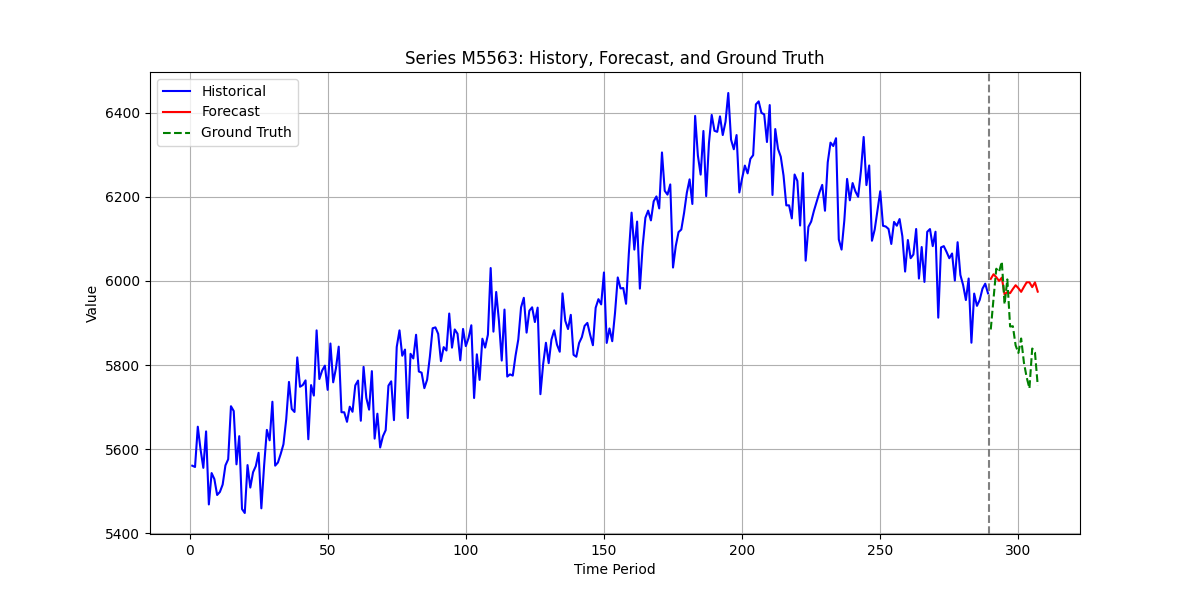 Series M5563: History, Forecast, and Ground Truth
Historical
Forecast
Ground Truth
6400
6200
6000
5800
5600
5400
Value
0 50 100 150 200 250 300
Time Period